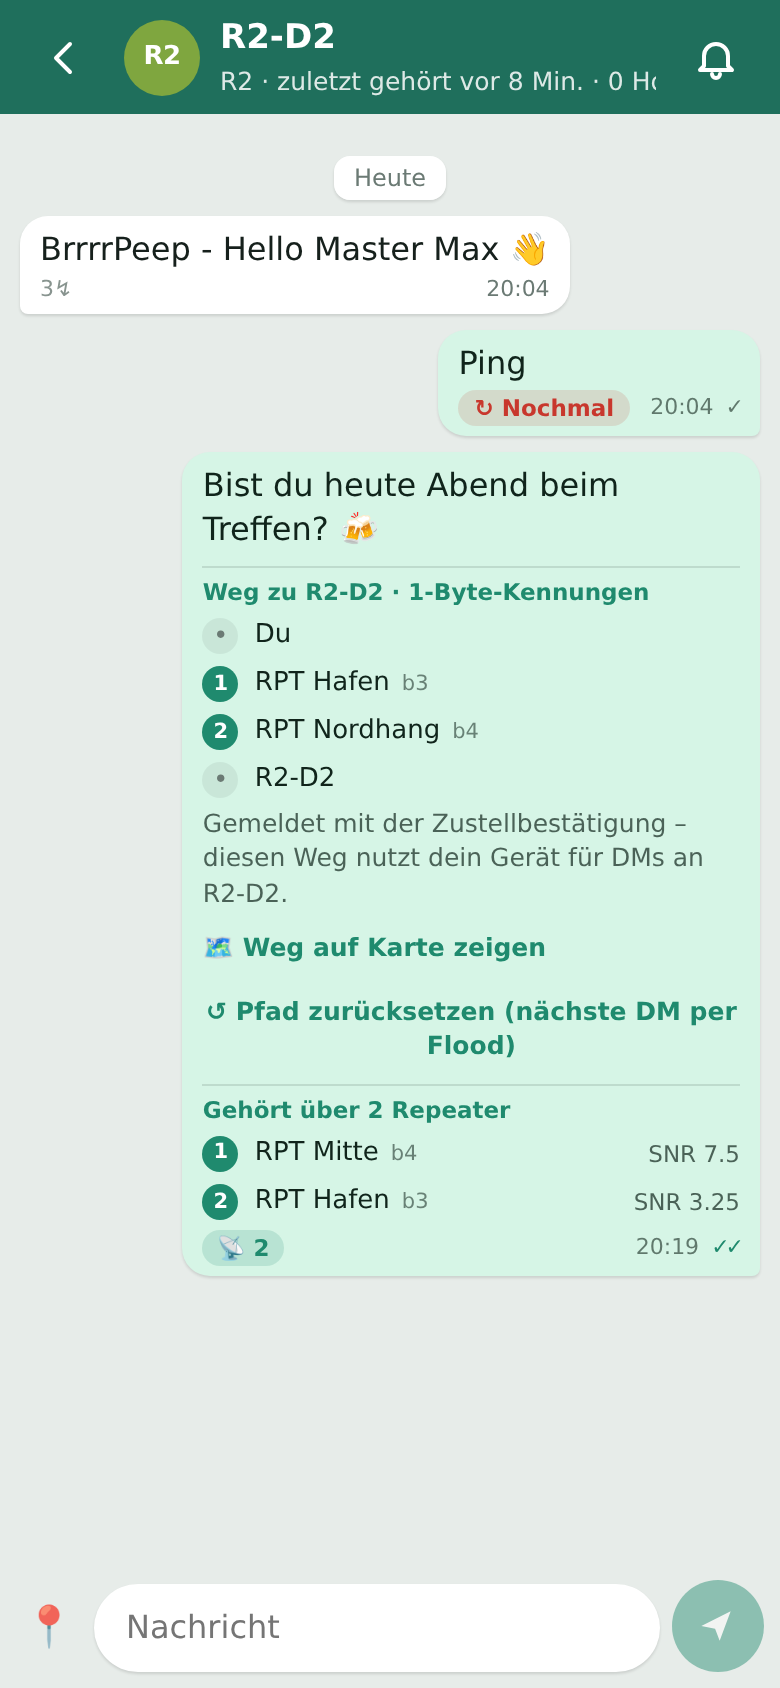 R2
R2-D2
R2 · zuletzt gehört vor 8 Min. · 0 Ho
Heute
BrrrrPeep - Hello Master Max 👋
3↯ 20:04
Ping
↻ Nochmal 20:04 ✓
Bist du heute Abend beim
Treffen? 🍻
Weg zu R2-D2 · 1-Byte-Kennungen
• Du
1 RPT Hafen b3
2 RPT Nordhang b4
• R2-D2
Gemeldet mit der Zustellbestätigung –
diesen Weg nutzt dein Gerät für DMs an
R2-D2.
🗺️ Weg auf Karte zeigen
↺ Pfad zurücksetzen (nächste DM per
Flood)
Gehört über 2 Repeater
1 RPT Mitte b4 SNR 7.5
2 RPT Hafen b3 SNR 3.25
📡 2 20:19 ✓✓
Nachricht